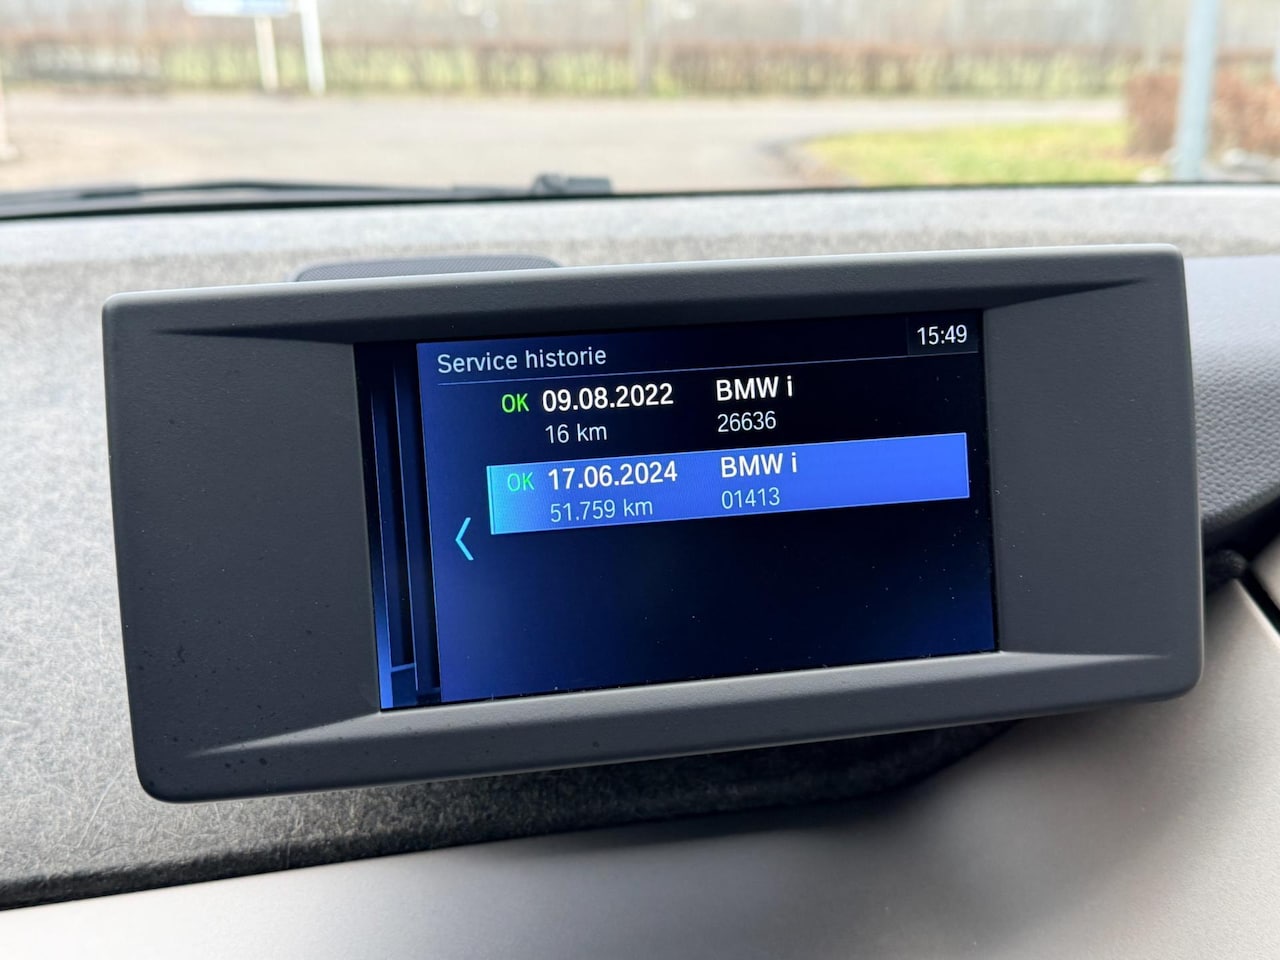 15:49
Service historie
OK 09.08.2022 BMW i
16 km 26636
OK 17.06.2024 BMW i
51.759 km 01413